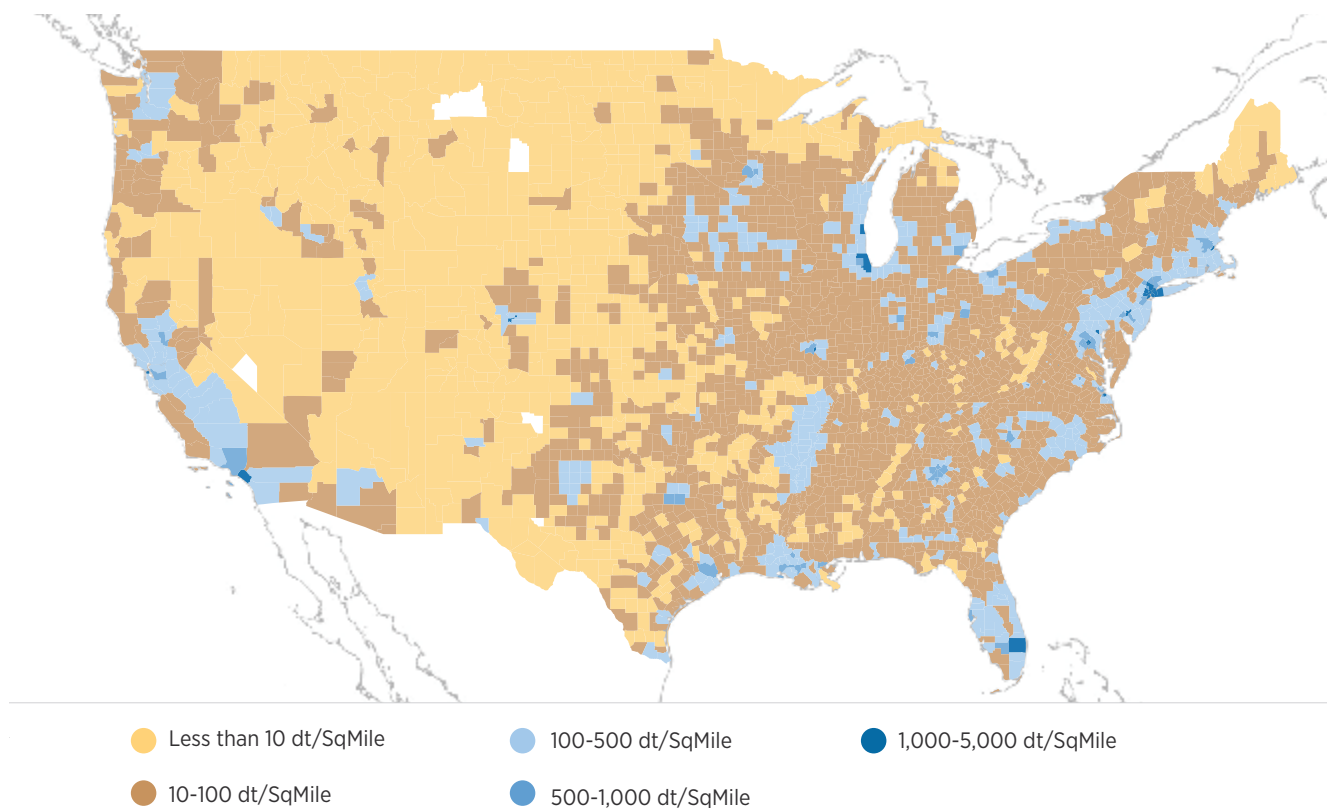 Less than 10 dt/SqMile
100-500 dt/SqMile
1,000-5,000 dt/SqMile
10-100 dt/SqMile
500-1,000 dt/SqMile